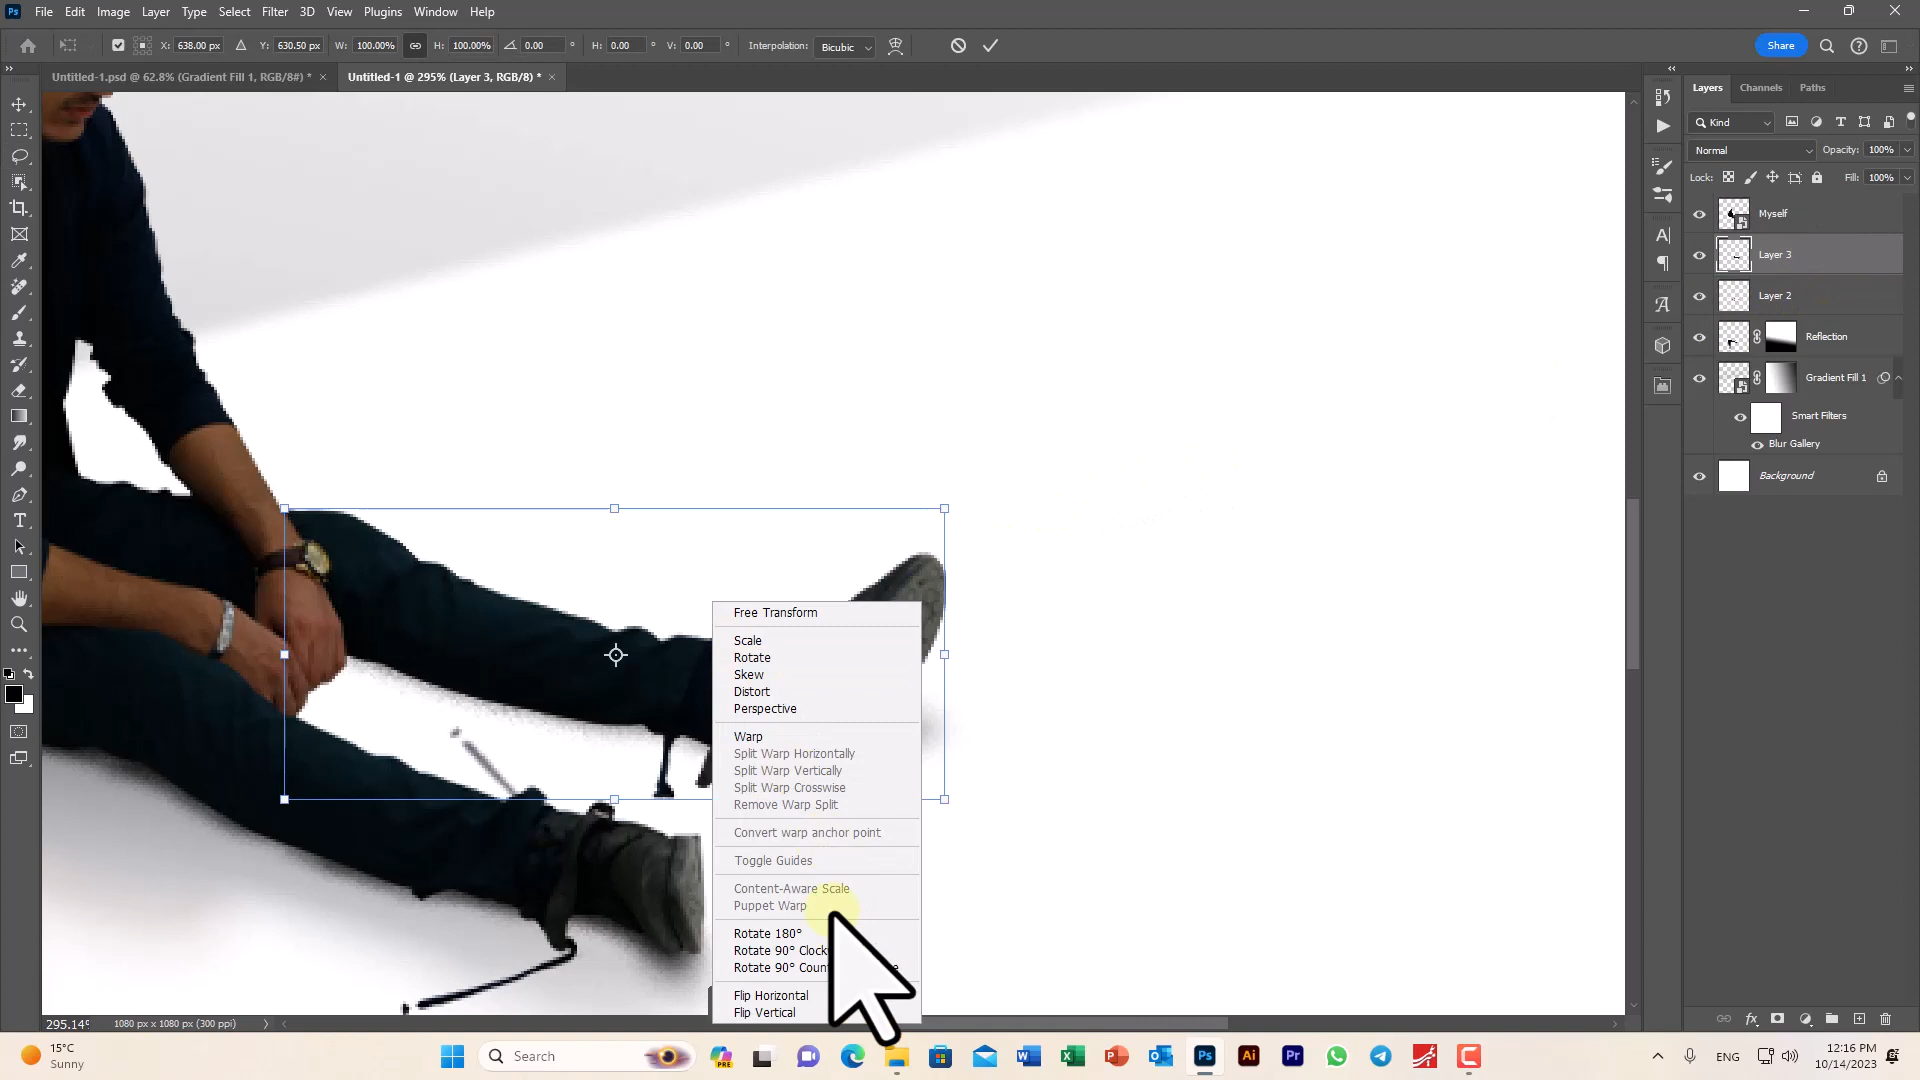 Ps File Edit Image Layer Type Select Filter 3D View Plugins Window Help
X: 638.00 px Y: 630.50 px W: 100.00% H: 100.00% 0.00 ° H: 0.00 ° V: 0.00 ° Interpolation: Bicubic Share
Untitled-1.psd @ 62.8% (Gradient Fill 1, RGB/8#) * × Untitled-1 @ 295% (Layer 3, RGB/8) * ×
Layers Channels Paths
Kind
Normal Opacity: 100%
Lock: Fill: 100%
Myself
Layer 3
Layer 2
Reflection
Gradient Fill 1
Smart Filters
Blur Gallery
Background
Free Transform
Scale
Rotate
Skew
Distort
Perspective
Warp
Split Warp Horizontally
Split Warp Vertically
Split Warp Crosswise
Remove Warp Split
Convert warp anchor point
Toggle Guides
Content-Aware Scale
Puppet Warp
Rotate 180°
Rotate 90°
Rotate 90°
Flip Horizontal
Flip Vertical
1080 px x 1080 px (300 ppi)
15°C
Sunny
Search
PRE
Ps Ai Pr
ENG
12:16 PM
10/14/2023